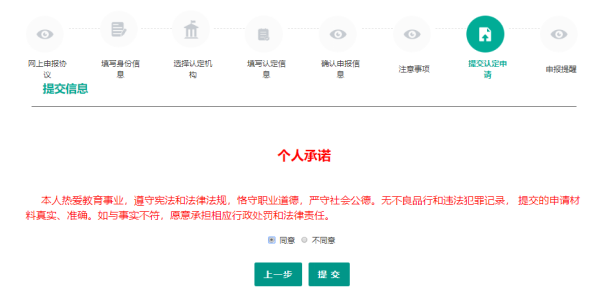 网上申报协议
填写身份信息
选择认定机构
填写认定信息
确认申报信息
注意事项
提交认定申请
申报提醒
提交信息
个人承诺
本人热爱教育事业，遵守宪法和法律法规，恪守职业道德，严守社会公德。无不良品行和违法犯罪记录， 提交的申请材
料真实、准确。如与事实不符，愿意承担相应行政处罚和法律责任。
同意 不同意
上一步 提 交